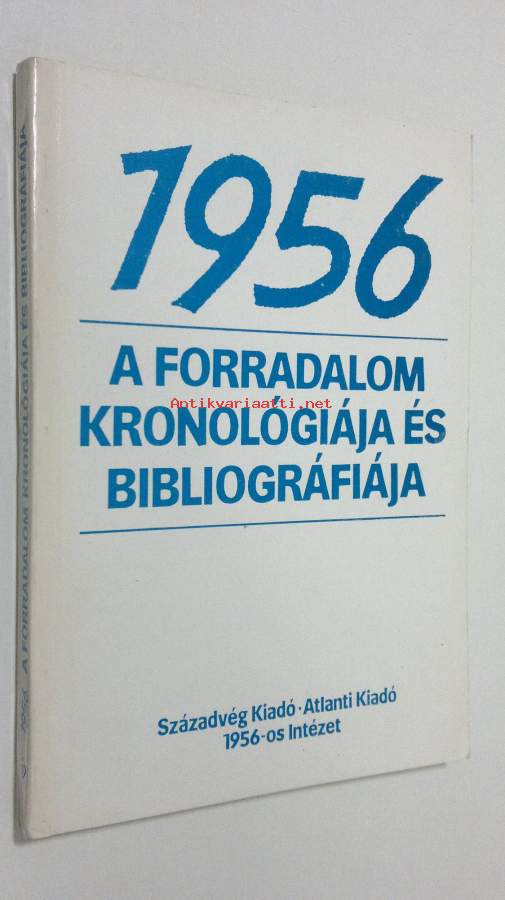 1956
A FORRADALOM
KRONOLÓGIÁJA ÉS
BIBLIOGRÁFIÁJA
Századvég Kiadó · Atlanti Kiadó
1956-os Intézet
1956 A FORRADALOM KRONOLÓGIÁJA ÉS BIBLIOGRÁFIÁJA
Antikvariaatti.net